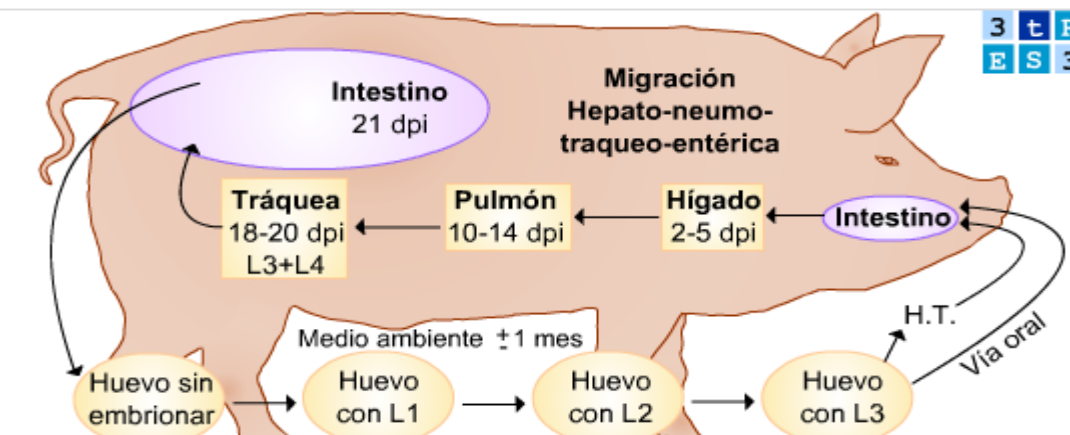 3 t R
E S 3
Intestino
21 dpi
Migración
Hepato-neumo-
traqueo-entérica
Tráquea
18-20 dpi
L3+L4
Pulmón
10-14 dpi
Hígado
2-5 dpi
Intestino
H.T.
Vía oral
Medio ambiente ±1 mes
Huevo sin
embrionar
Huevo
con L1
Huevo
con L2
Huevo
con L3